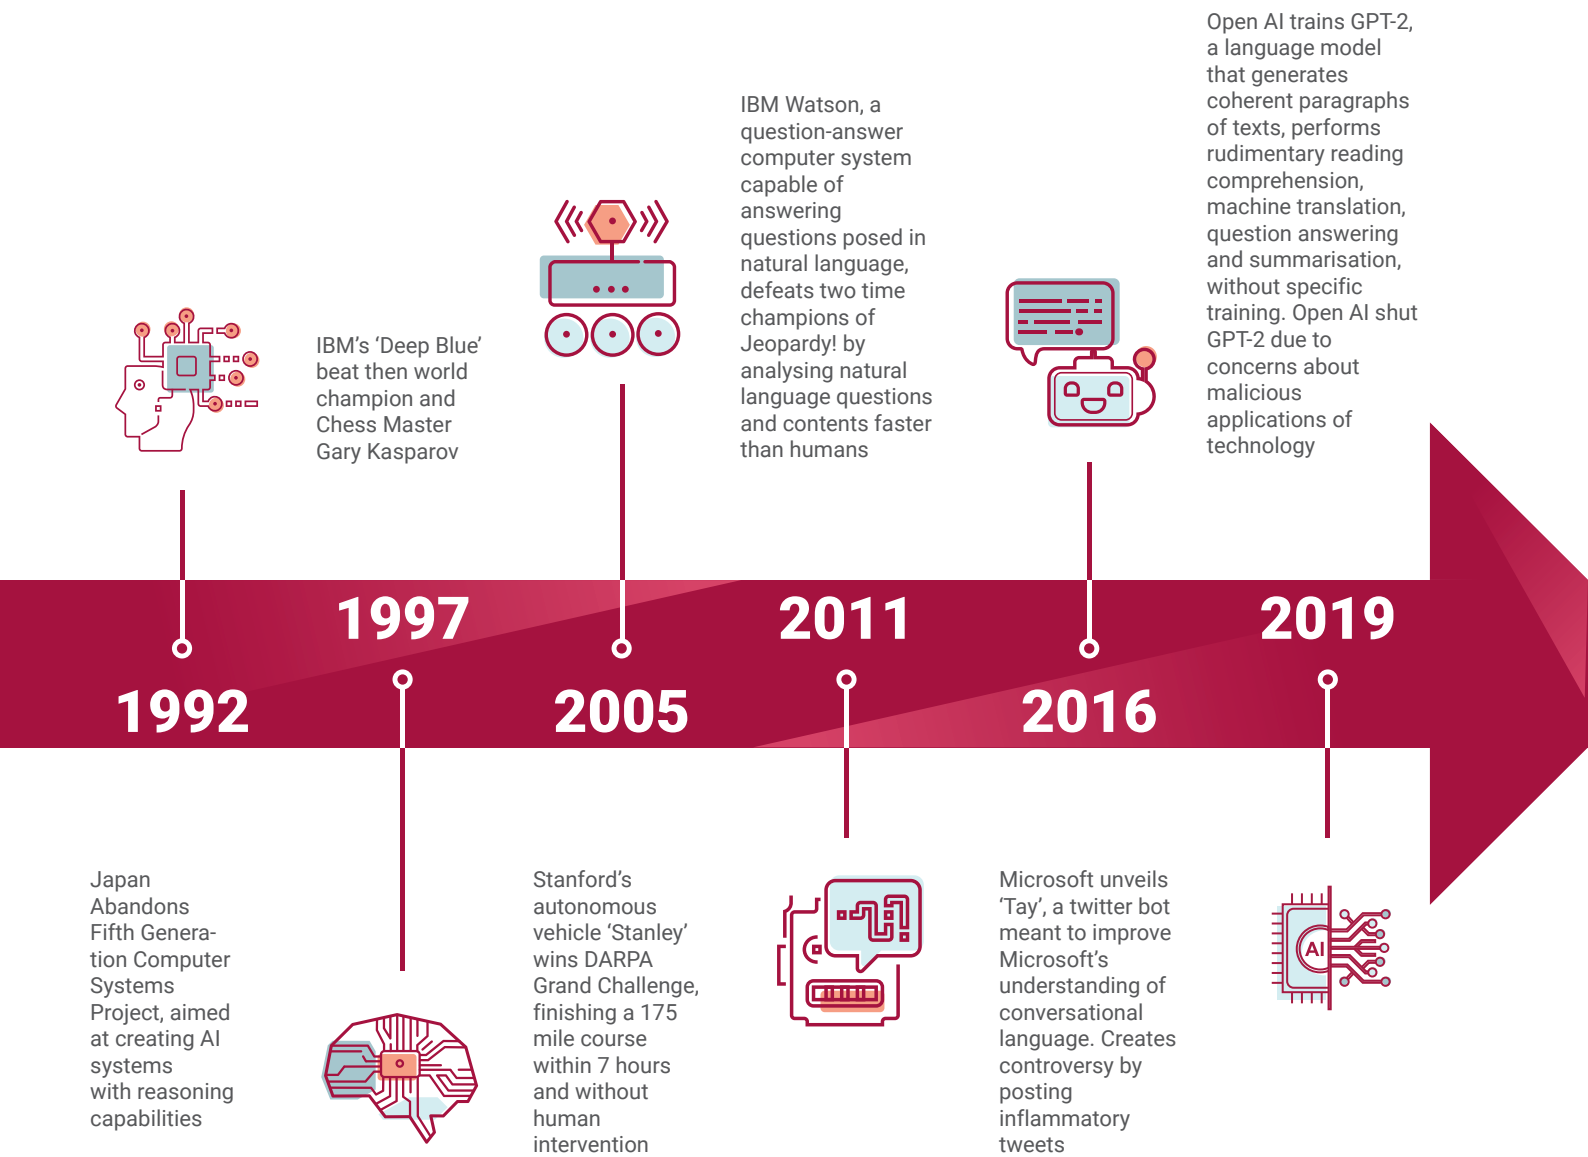 Open AI trains GPT-2,
a language model
that generates
coherent paragraphs
of texts, performs
rudimentary reading
comprehension,
machine translation,
question answering
and summarisation,
without specific
training. Open AI shut
GPT-2 due to
concerns about
malicious
applications of
technology
IBM Watson, a
question-answer
computer system
capable of
answering
questions posed in
natural language,
defeats two time
champions of
Jeopardy! by
analysing natural
language questions
and contents faster
than humans
IBM's ‘Deep Blue’
beat then world
champion and
Chess Master
Gary Kasparov
1997
2011
2019
1992
2005
2016
Japan
Abandons
Fifth Genera-
tion Computer
Systems
Project, aimed
at creating AI
systems
with reasoning
capabilities
Stanford’s
autonomous
vehicle ‘Stanley’
wins DARPA
Grand Challenge,
finishing a 175
mile course
within 7 hours
and without
human
intervention
Microsoft unveils
‘Tay’, a twitter bot
meant to improve
Microsoft’s
understanding of
conversational
language. Creates
controversy by
posting
inflammatory
tweets
AI